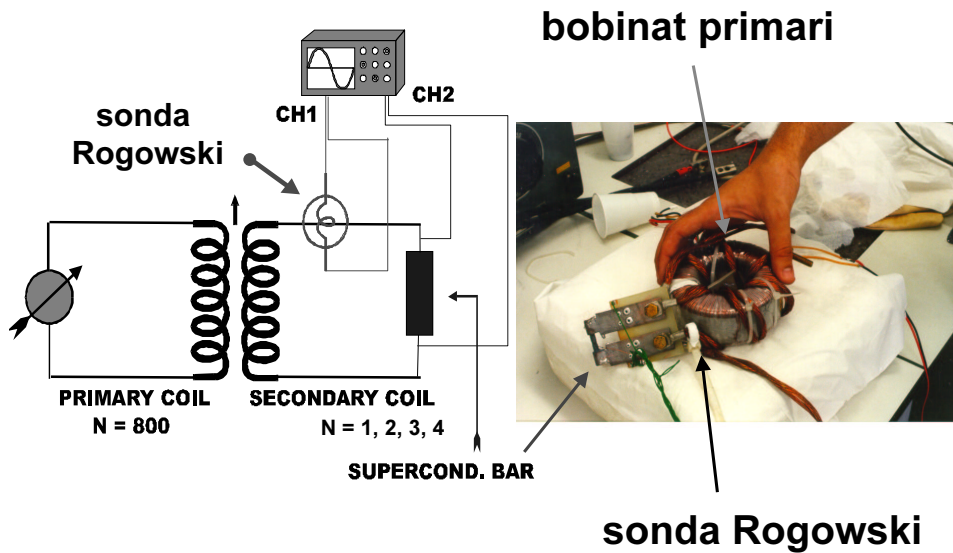 bobinat primari
CH1
CH2
sonda
Rogowski
PRIMARY COIL
N = 800
SECONDARY COIL
N = 1, 2, 3, 4
SUPERCOND. BAR
sonda Rogowski